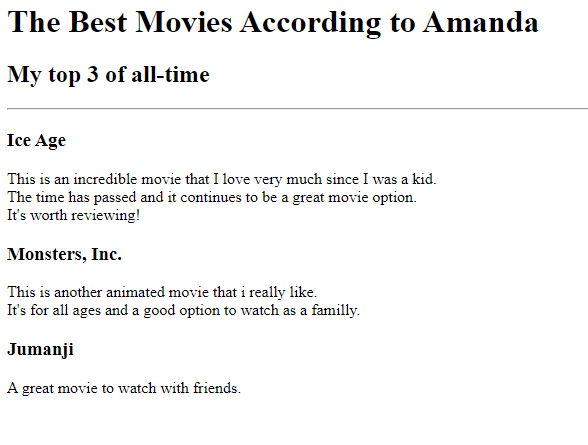 The Best Movies According to Amanda
My top 3 of all-time
Ice Age
This is an incredible movie that I love very much since I was a kid.
The time has passed and it continues to be a great movie option.
It's worth reviewing!
Monsters, Inc.
This is another animated movie that i really like.
It's for all ages and a good option to watch as a familly.
Jumanji
A great movie to watch with friends.